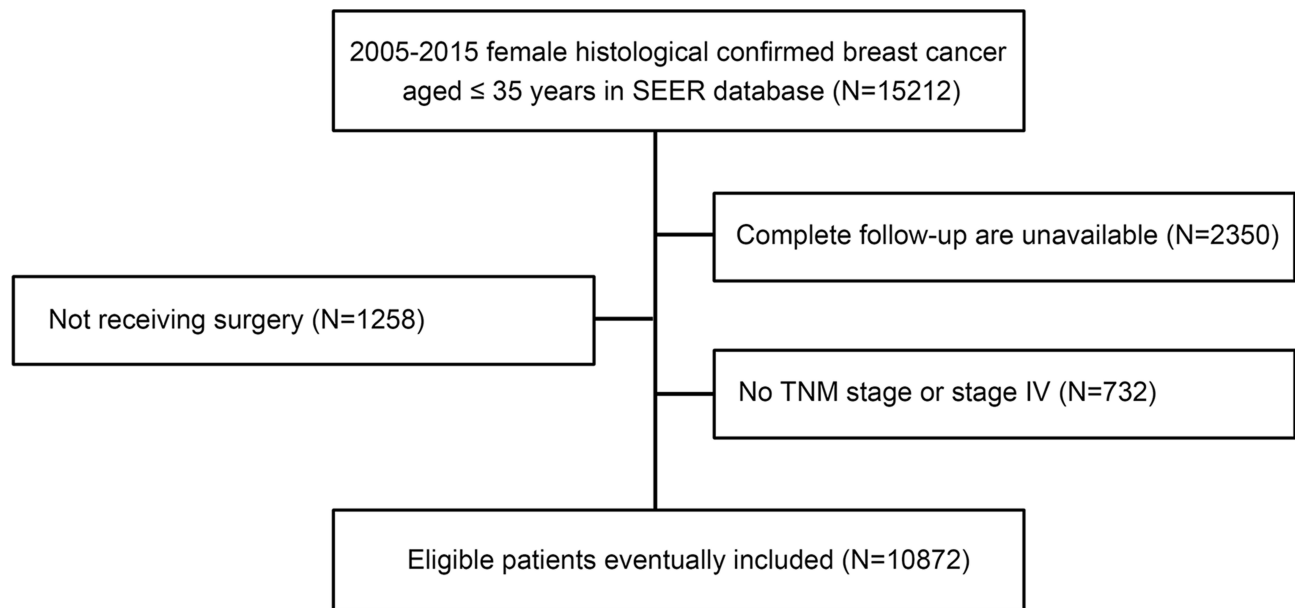 2005-2015 female histological confirmed breast cancer
aged ≤ 35 years in SEER database (N=15212)
Complete follow-up are unavailable (N=2350)
Not receiving surgery (N=1258)
No TNM stage or stage IV (N=732)
Eligible patients eventually included (N=10872)